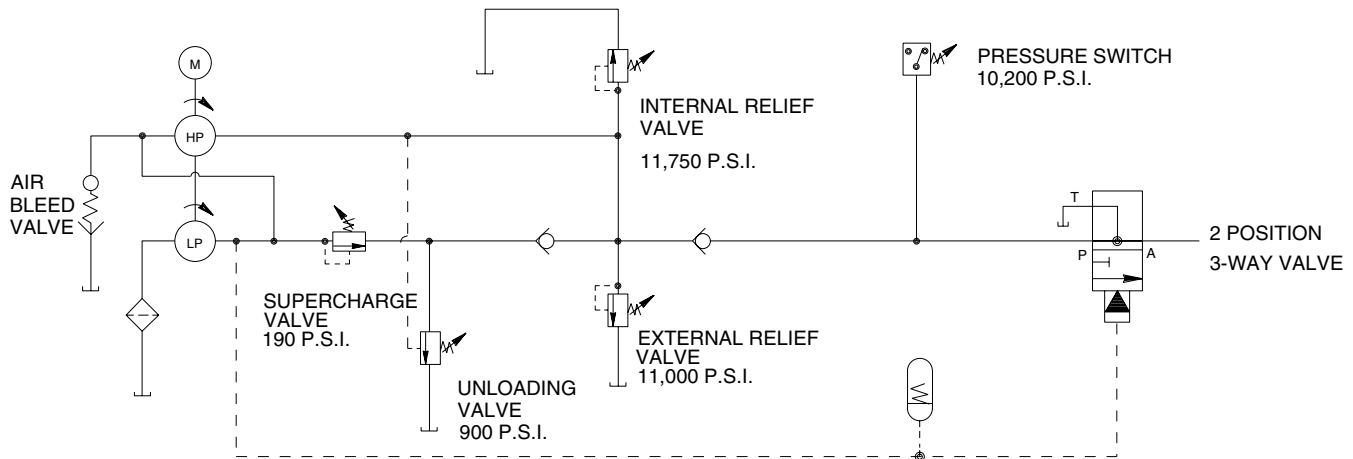 M
HP
LP
AIR
BLEED
VALVE
SUPERCHARGE
VALVE
190 P.S.I.
UNLOADING
VALVE
900 P.S.I.
INTERNAL RELIEF
VALVE
11,750 P.S.I.
EXTERNAL RELIEF
VALVE
11,000 P.S.I.
PRESSURE SWITCH
10,200 P.S.I.
T
P
A
2 POSITION
3-WAY VALVE